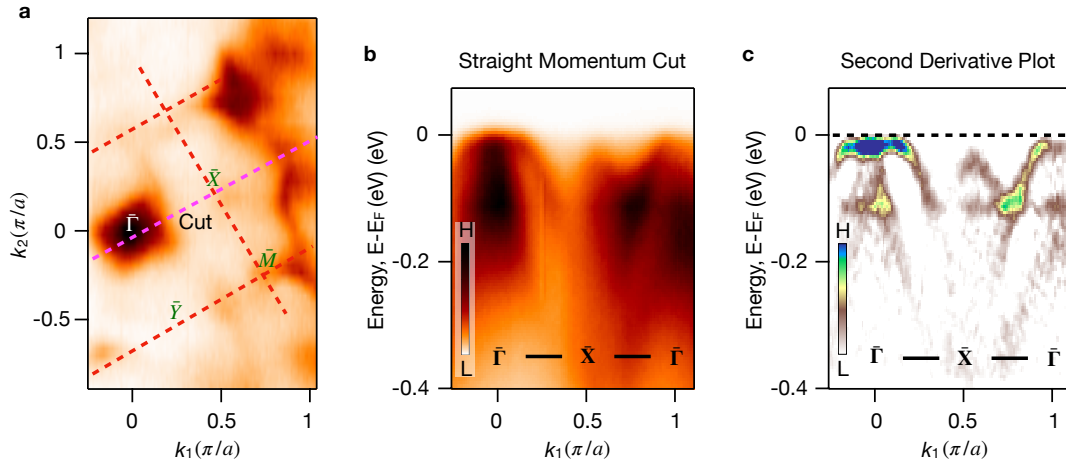 a
1
0.5
0
-0.5
k₂(π/a)
0
0.5
1
k₁(π/a)
Γ̄
X̄
Cut
M̄
Ȳ
b
Straight Momentum Cut
0
-0.2
-0.4
Energy, E-EF (eV) (eV)
H
L
Γ̄ — X̄ — Γ̄
0
0.5
1
k₁(π/a)
c
Second Derivative Plot
0
-0.2
-0.4
Energy, E-EF (eV) (eV)
H
L
Γ̄ — X̄ — Γ̄
0
0.5
1
k₁(π/a)